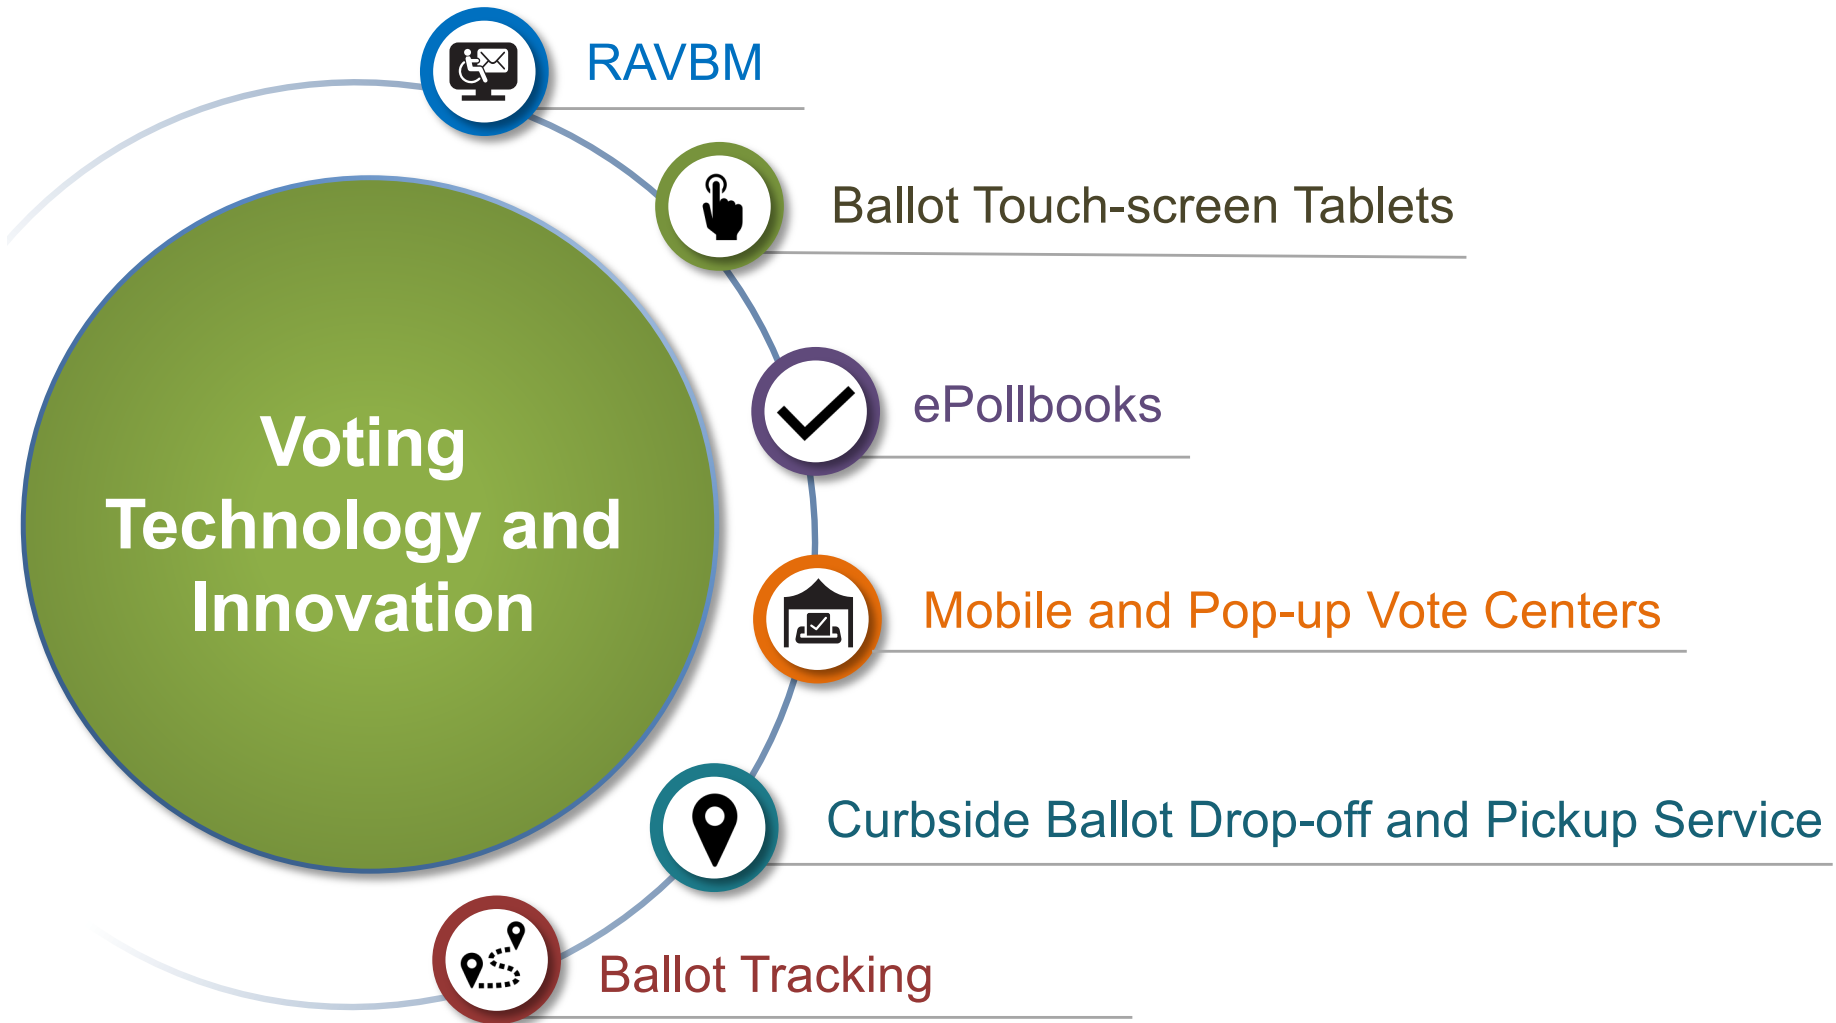 RAVBM
Ballot Touch-screen Tablets
ePollbooks
Voting
Technology and
Innovation
Mobile and Pop-up Vote Centers
Curbside Ballot Drop-off and Pickup Service
Ballot Tracking